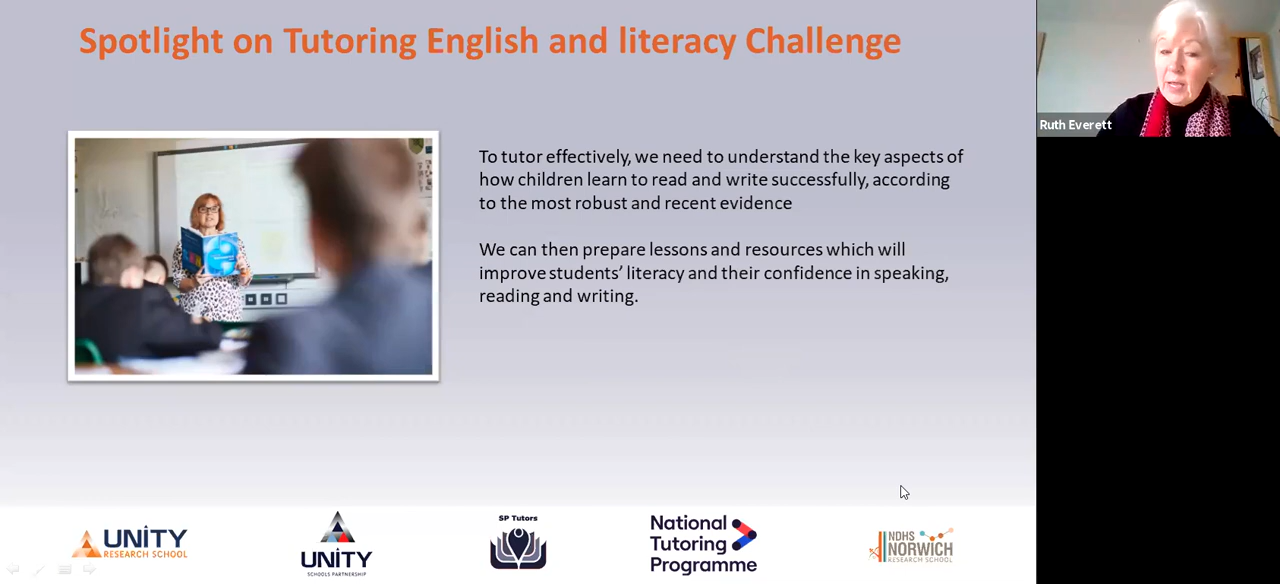 Spotlight on Tutoring English and literacy Challenge
Ruth Everett
To tutor effectively, we need to understand the key aspects of
how children learn to read and write successfully, according
to the most robust and recent evidence
We can then prepare lessons and resources which will
improve students’ literacy and their confidence in speaking,
reading and writing.
UNITY
RESEARCH SCHOOL
UNITY
SCHOOLS PARTNERSHIP
SP Tutors
National
Tutoring
Programme
NDHS
NORWICH
RESEARCH SCHOOL